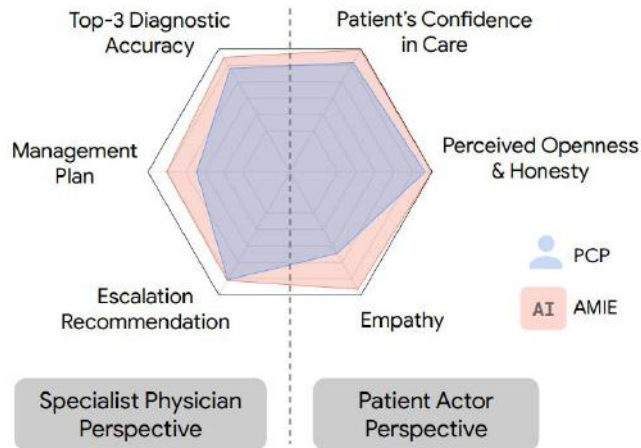 Top-3 Diagnostic
Accuracy
Patient's Confidence
in Care
Management
Plan
Perceived Openness
& Honesty
PCP
AI
AMIE
Escalation
Recommendation
Empathy
Specialist Physician
Perspective
Patient Actor
Perspective